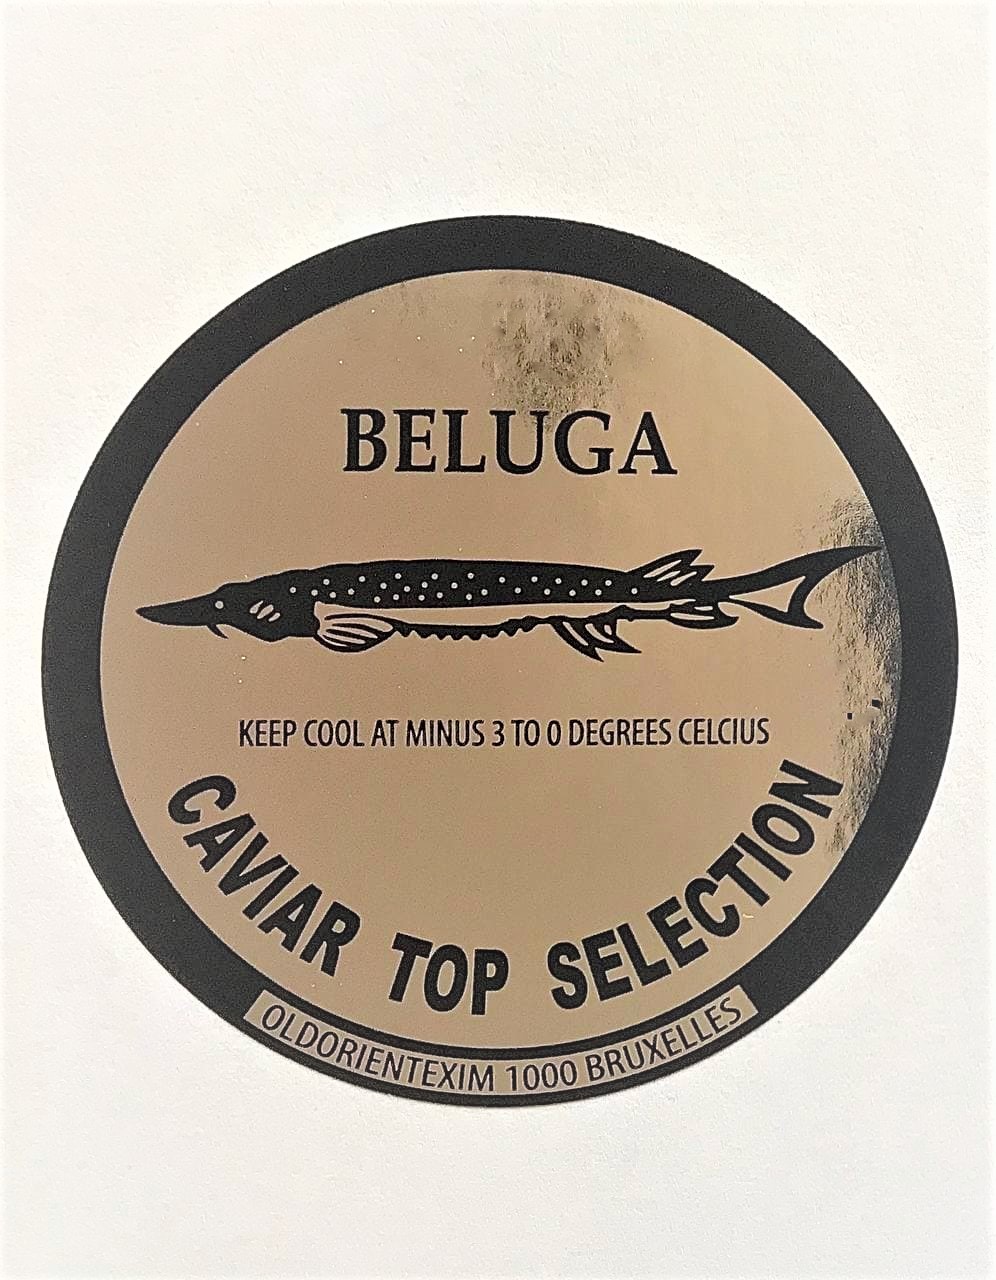 BELUGA
KEEP COOL AT MINUS 3 TO 0 DEGREES CELCIUS
CAVIAR TOP SELECTION
OLDORIENTEXIM 1000 BRUXELLES